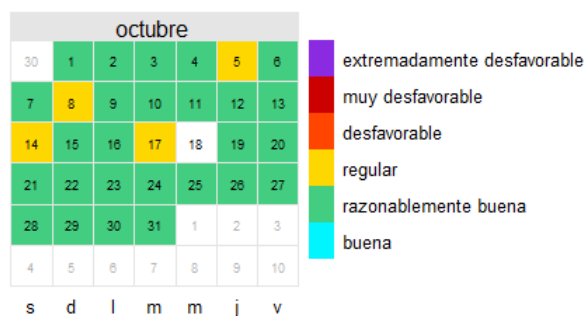 octubre
30 1 2 3 4 5 6
7 8 9 10 11 12 13
14 15 16 17 18 19 20
21 22 23 24 25 26 27
28 29 30 31 1 2 3
4 5 6 7 8 9 10
s d l m m j v
extremadamente desfavorable
muy desfavorable
desfavorable
regular
razonablemente buena
buena